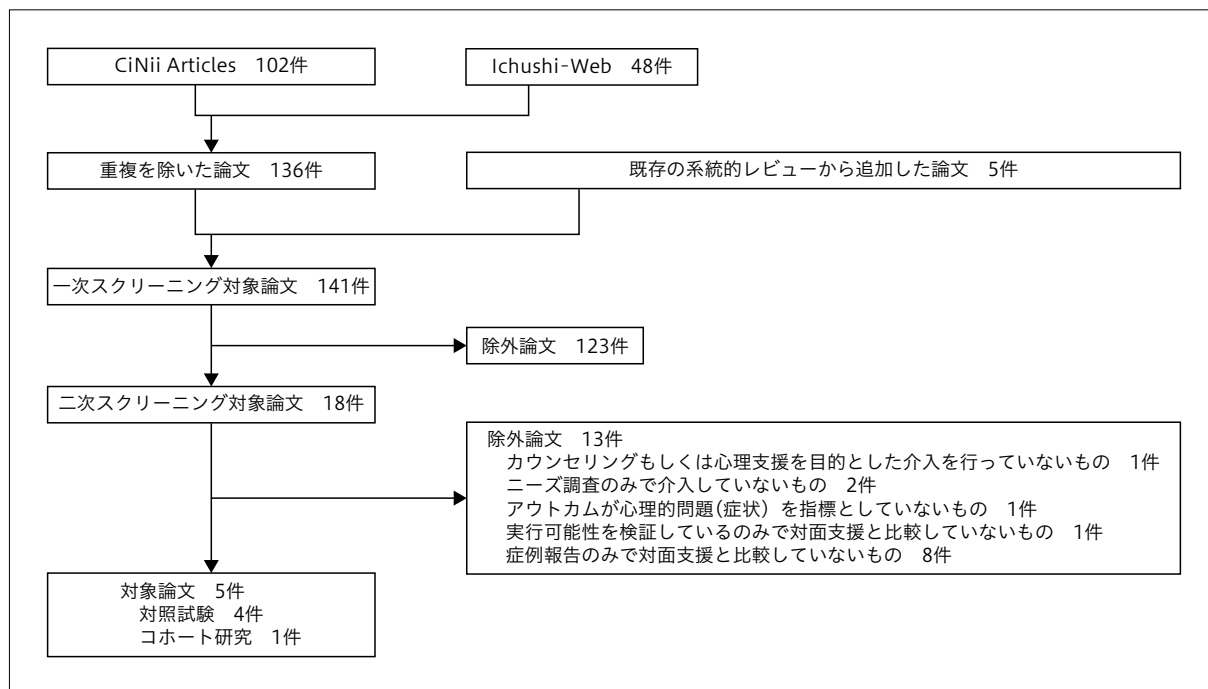 CiNii Articles　102件
Ichushi-Web　48件
重複を除いた論文　136件
既存の系統的レビューから追加した論文　5件
一次スクリーニング対象論文　141件
除外論文　123件
二次スクリーニング対象論文　18件
除外論文　13件
カウンセリングもしくは心理支援を目的とした介入を行っていないもの　1件
ニーズ調査のみで介入していないもの　2件
アウトカムが心理的問題(症状)を指標としていないもの　1件
実行可能性を検証しているのみで対面支援と比較していないもの　1件
症例報告のみで対面支援と比較していないもの　8件
対象論文　5件
対照試験　4件
コホート研究　1件